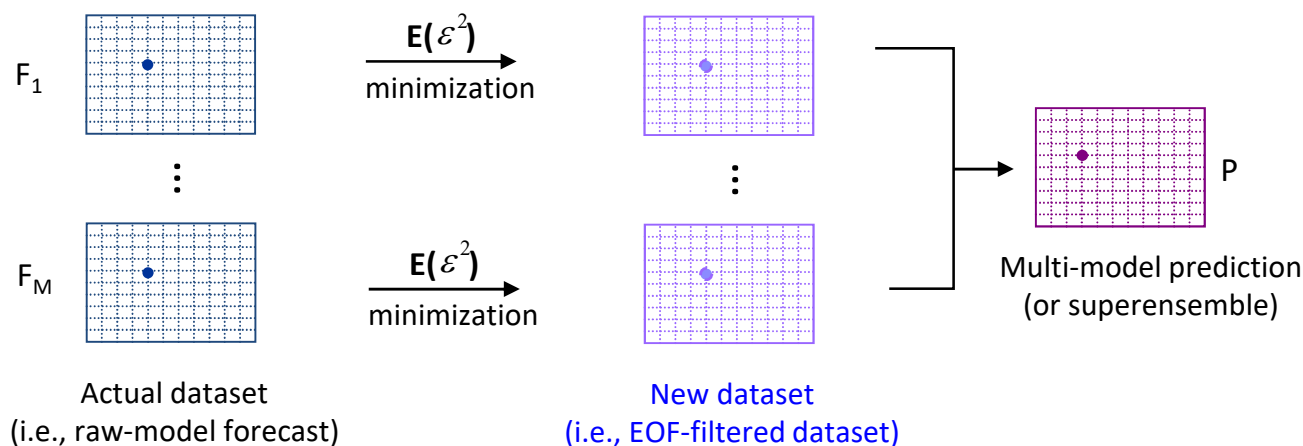 F₁
E(ε²)
minimization
⋮
⋮
P
F_M
E(ε²)
minimization
Multi-model prediction
(or superensemble)
Actual dataset
(i.e., raw-model forecast)
New dataset
(i.e., EOF-filtered dataset)